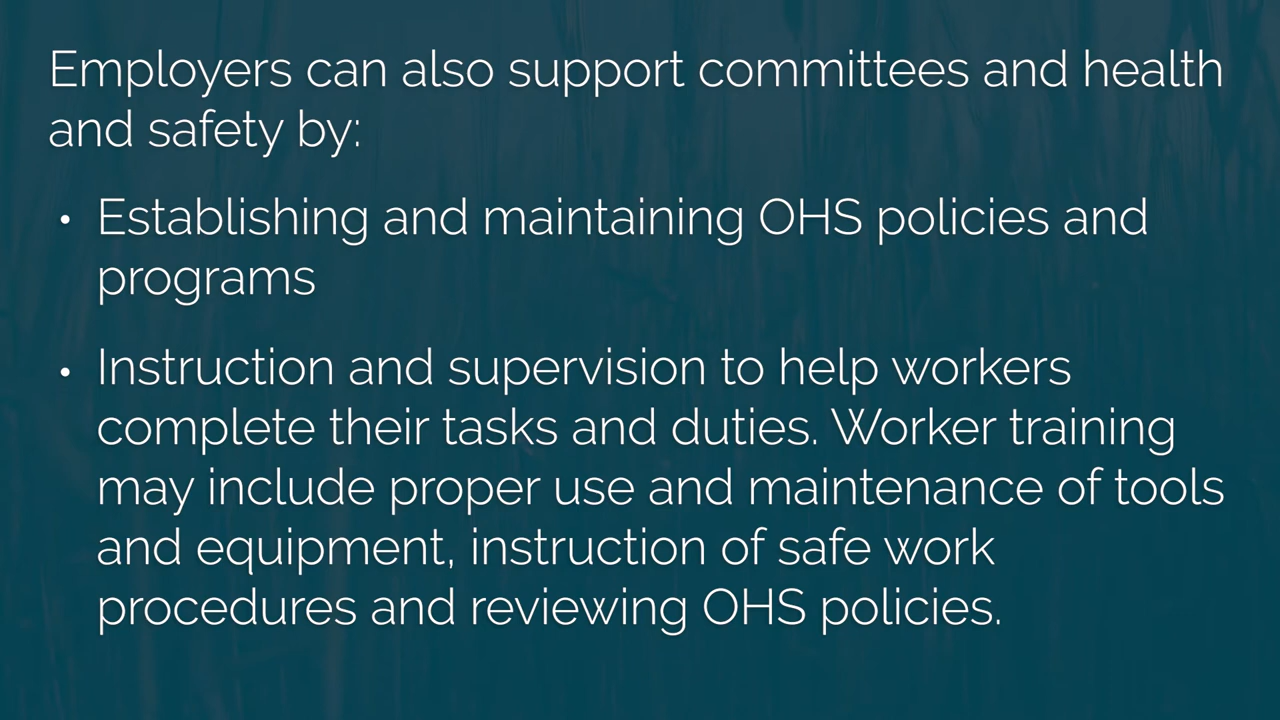 Employers can also support committees and health
and safety by:
• Establishing and maintaining OHS policies and
programs
• Instruction and supervision to help workers
complete their tasks and duties. Worker training
may include proper use and maintenance of tools
and equipment, instruction of safe work
procedures and reviewing OHS policies.